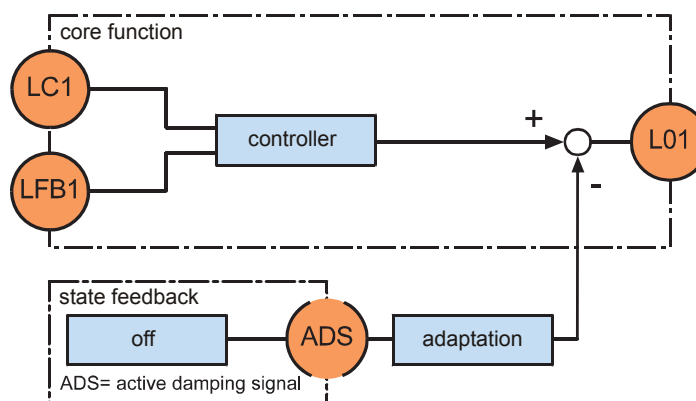 core function
LC1
controller
+
L01
LFB1
-
state feedback
off
ADS
adaptation
ADS= active damping signal